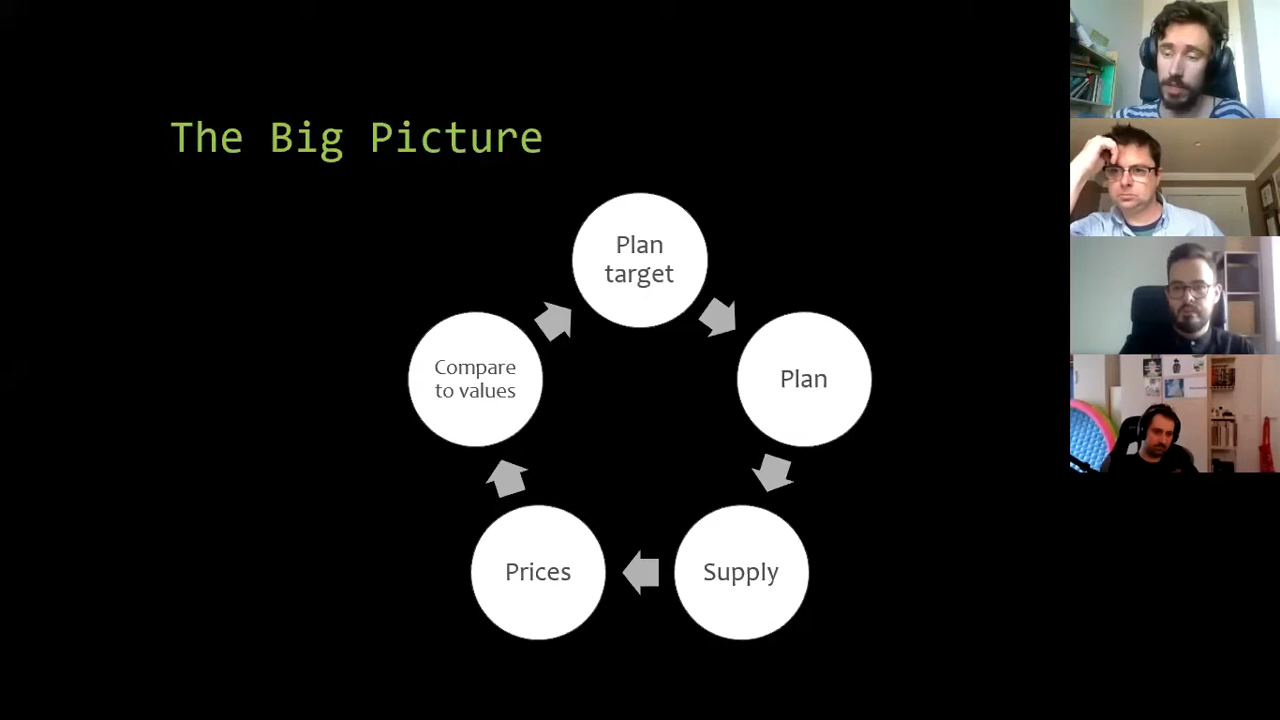 The Big Picture
Plan
target
Compare
to values
Plan
Prices
Supply